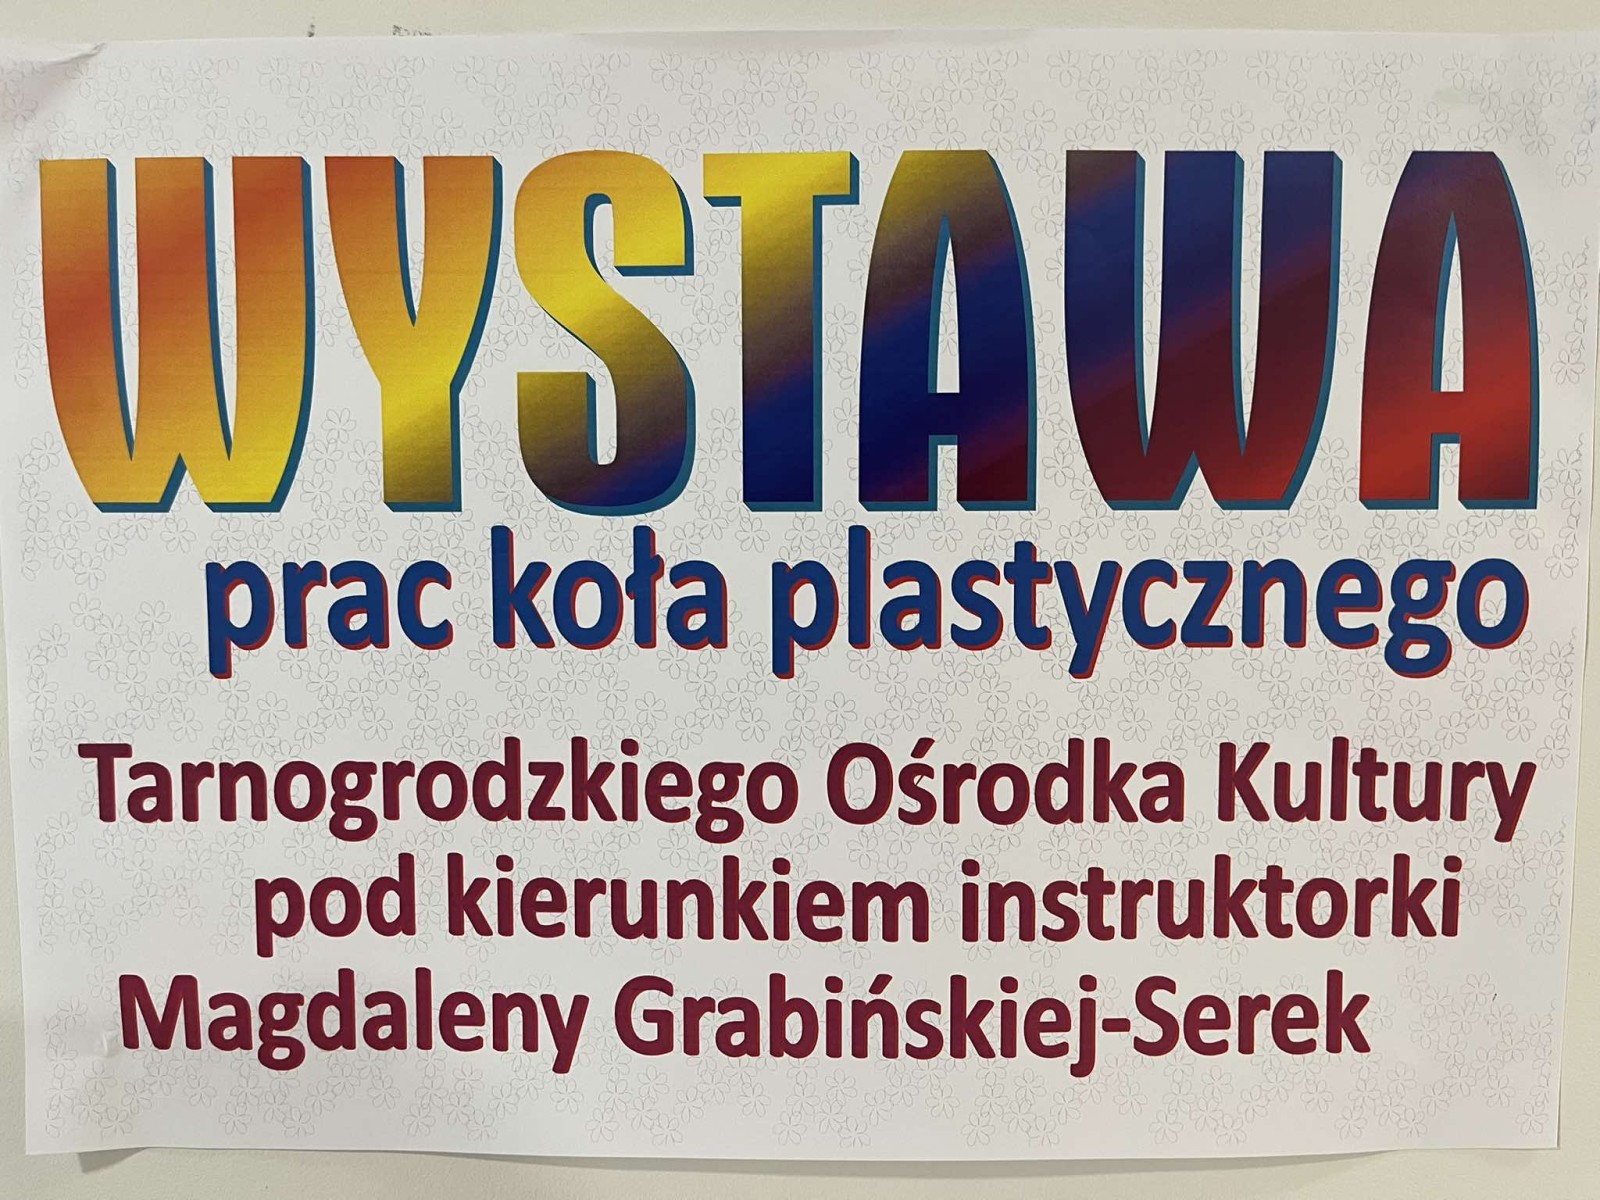 WYSTAWA
prac koła plastycznego
Tarnogrodzkiego Ośrodka Kultury
pod kierunkiem instruktorki
Magdaleny Grabińskiej-Serek